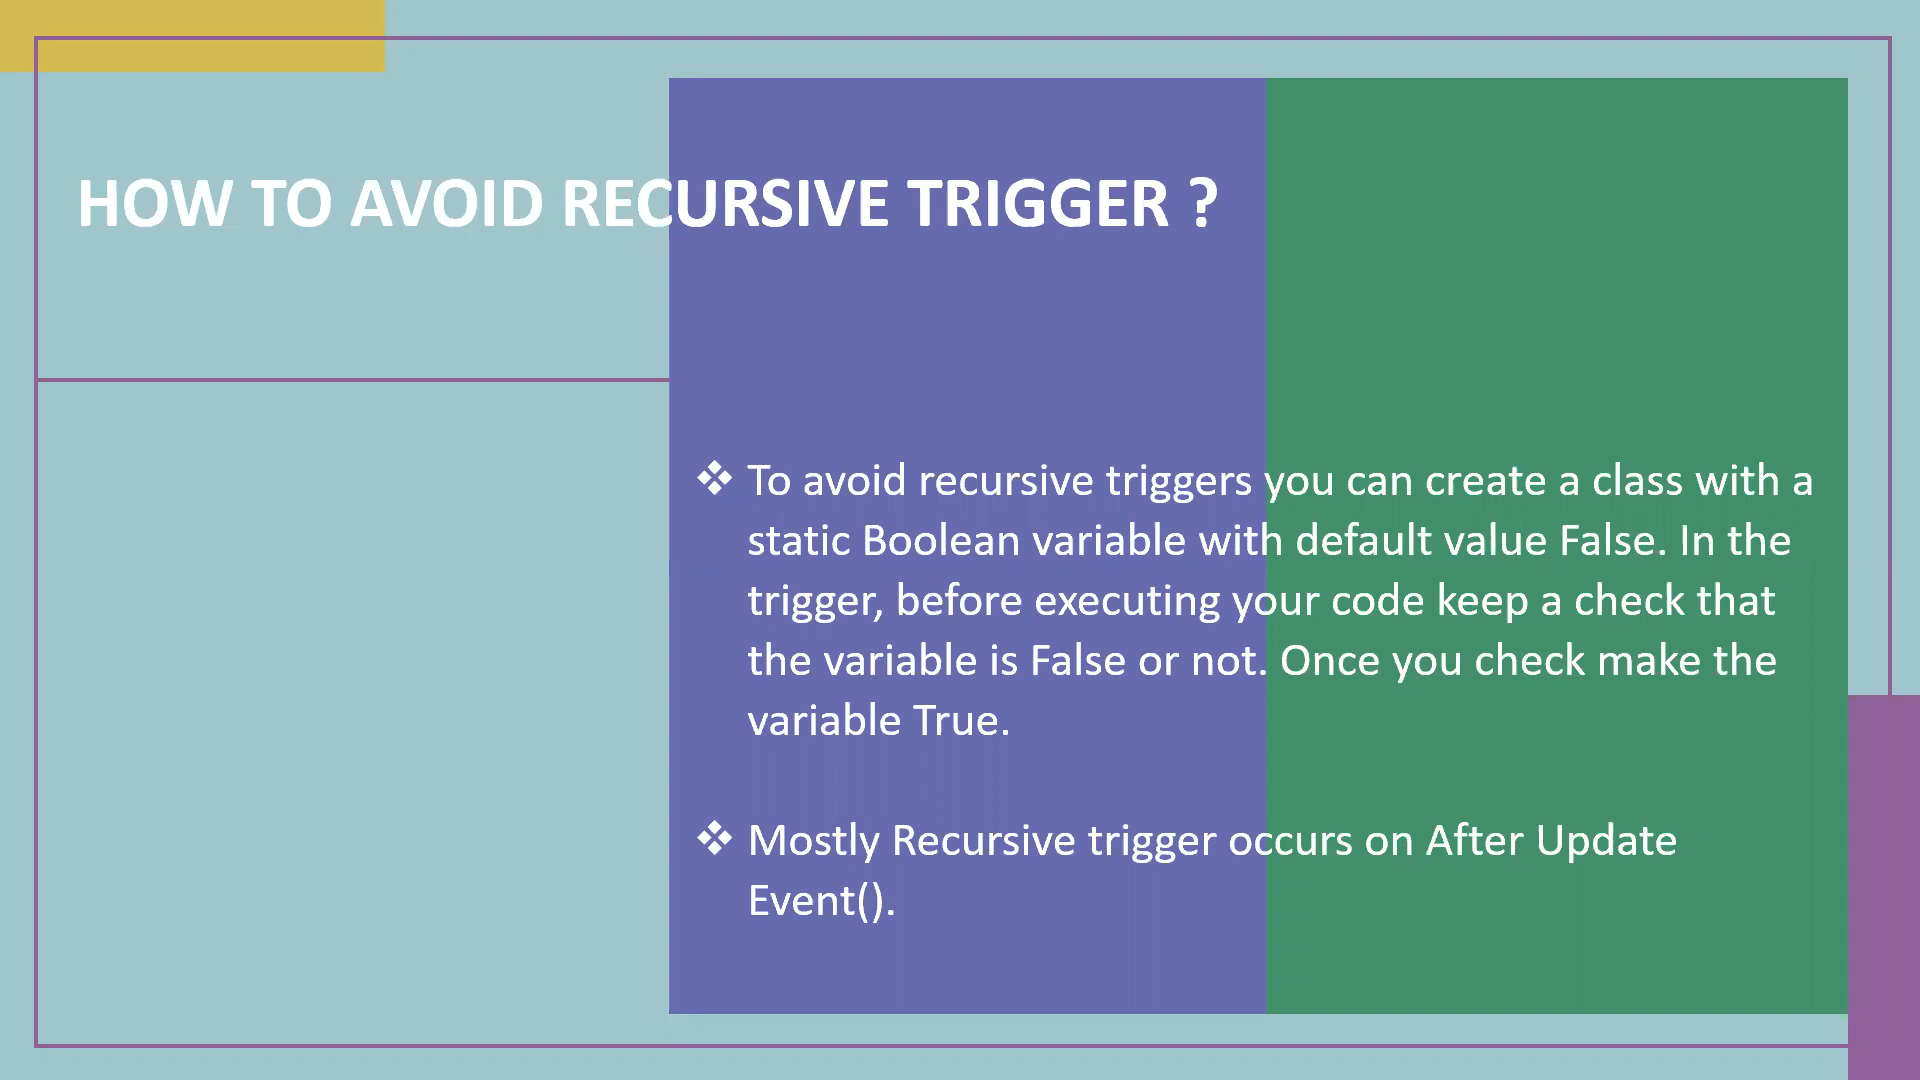 HOW TO AVOID RECURSIVE TRIGGER ?
❖ To avoid recursive triggers you can create a class with a
static Boolean variable with default value False. In the
trigger, before executing your code keep a check that
the variable is False or not. Once you check make the
variable True.
❖ Mostly Recursive trigger occurs on After Update
Event().